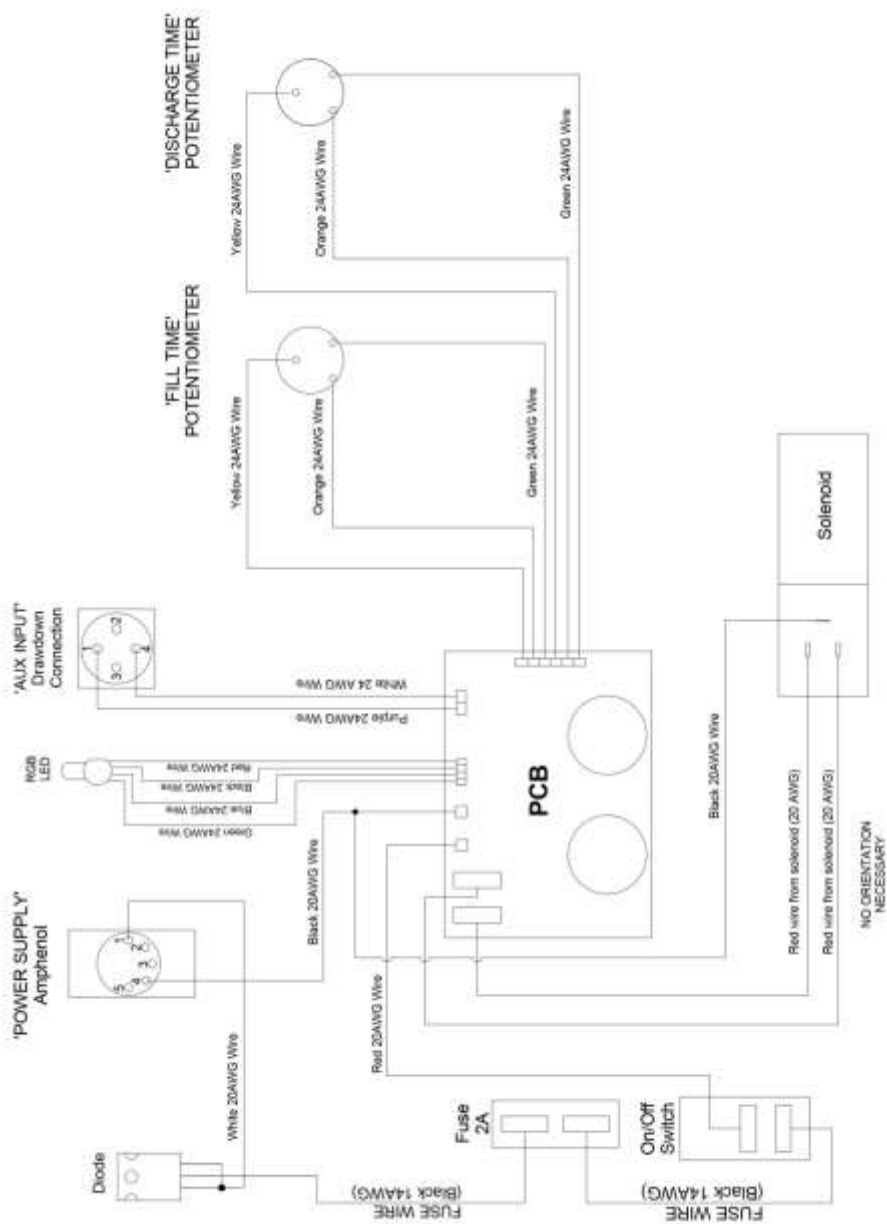 'POWER SUPPLY'
Amphenol
RGB
LED
'AUX INPUT'
Drawdown
Connection
'FILL TIME'
POTENTIOMETER
'DISCHARGE TIME'
POTENTIOMETER
Diode
5
4
3
2
1
3
2
1
4
White 20AWG Wire
Black 20AWG Wire
Green 24AWG Wire
Blue 24AWG Wire
Black 24AWG Wire
Red 24AWG Wire
Purple 24AWG Wire
White 24 AWG Wire
Yellow 24AWG Wire
Orange 24AWG Wire
Green 24AWG Wire
Yellow 24AWG Wire
Orange 24AWG Wire
Green 24AWG Wire
Red 20AWG Wire
PCB
FUSE WIRE
(Black 14AWG)
Fuse
2A
FUSE WIRE
(Black 14AWG)
On/Off
Switch
Black 20AWG Wire
Red wire from solenoid (20 AWG)
Red wire from solenoid (20 AWG)
NO ORIENTATION
NECESSARY
Solenoid